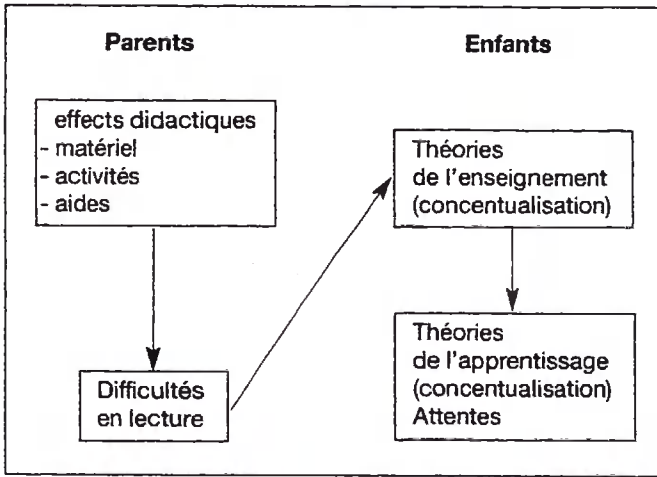 Parents
effects didactiques
- matériel
- activités
- aides
Difficultés
en lecture
Enfants
Théories
de l'enseignement
(concentualisation)
Théories
de l'apprentissage
(concentualisation)
Attentes